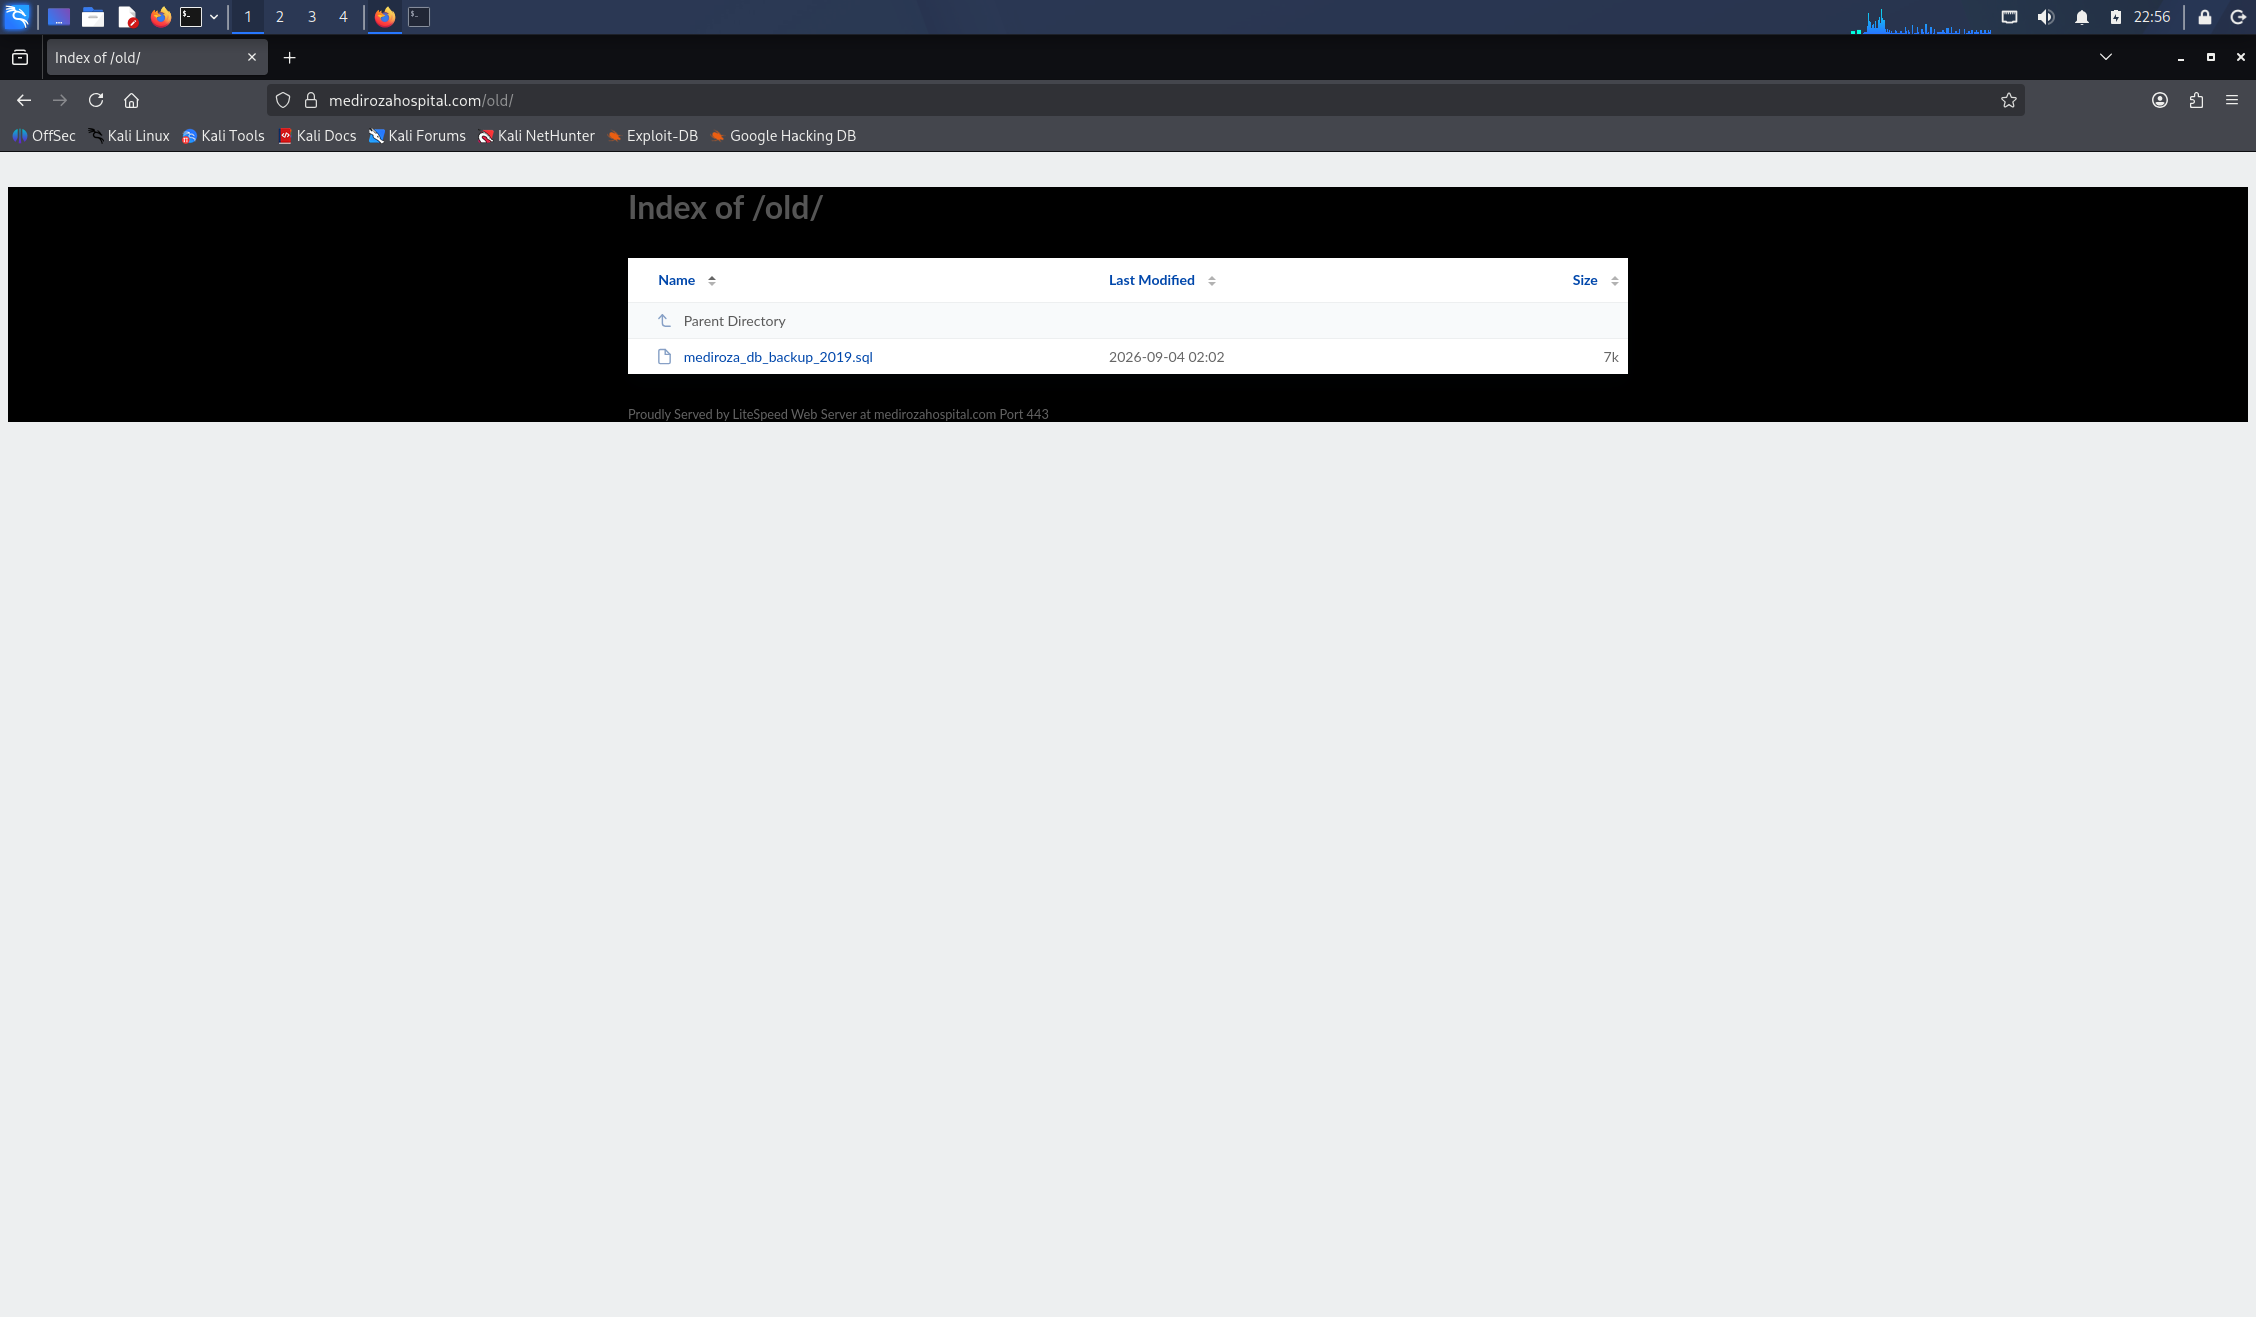 1 2 3 4 22:56
Index of /old/
medirozahospital.com/old/
OffSec Kali Linux Kali Tools Kali Docs Kali Forums Kali NetHunter Exploit-DB Google Hacking DB
Index of /old/
Name Last Modified Size
Parent Directory
mediroza_db_backup_2019.sql 2026-09-04 02:02 7k
Proudly Served by LiteSpeed Web Server at medirozahospital.com Port 443